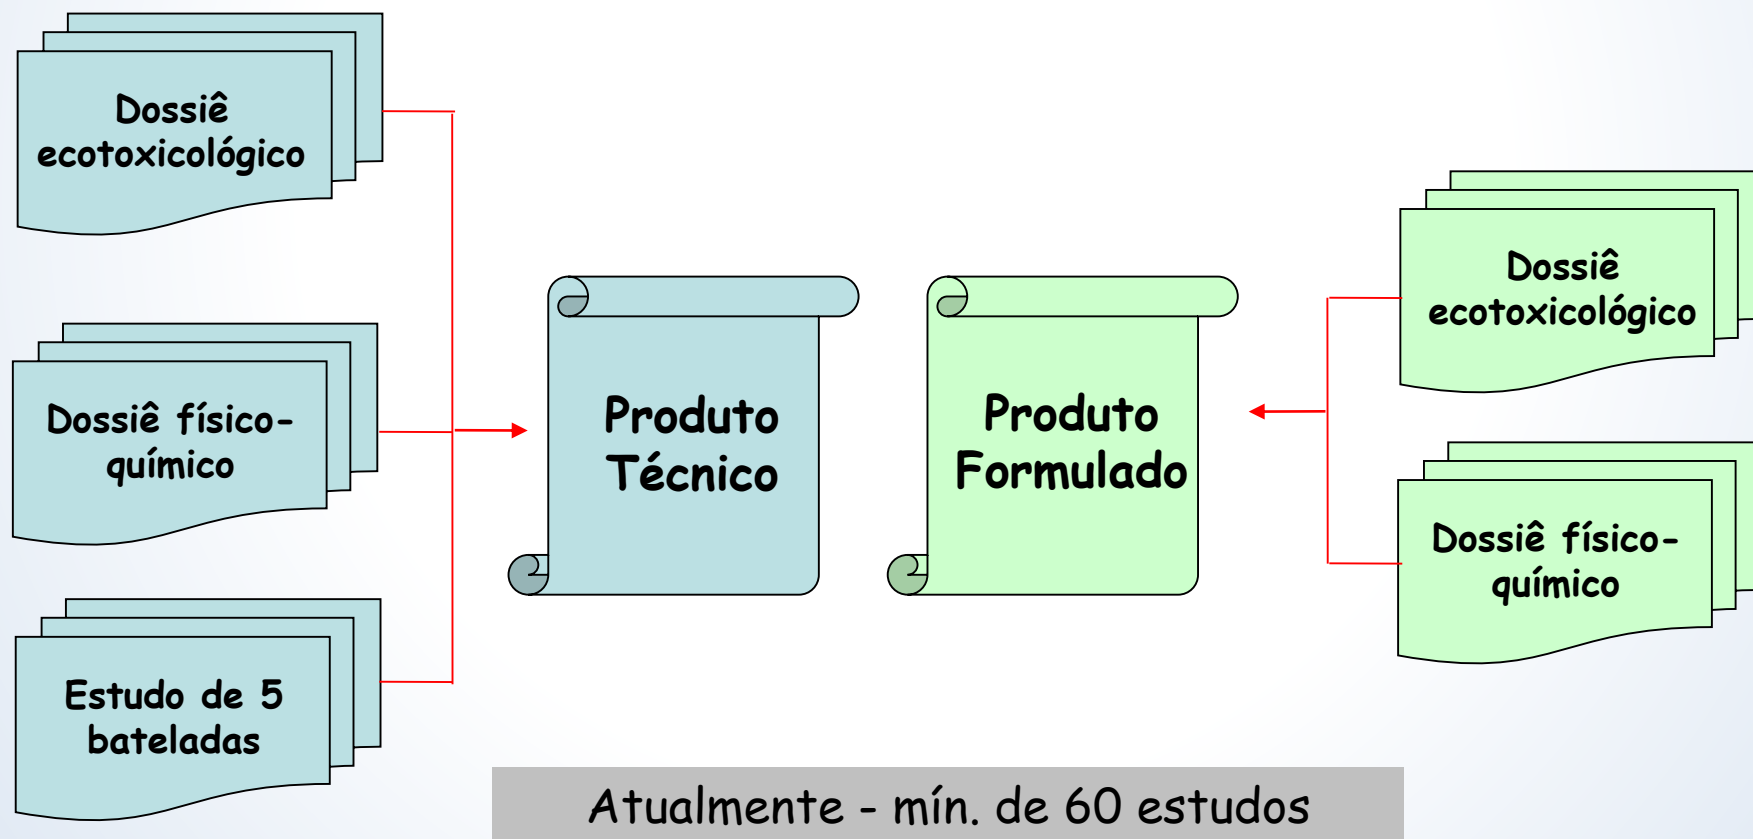 Dossiê
ecotoxicológico
Dossiê físico-
químico
Estudo de 5
bateladas
Produto
Técnico
Produto
Formulado
Dossiê
ecotoxicológico
Dossiê físico-
químico
Atualmente - mín. de 60 estudos